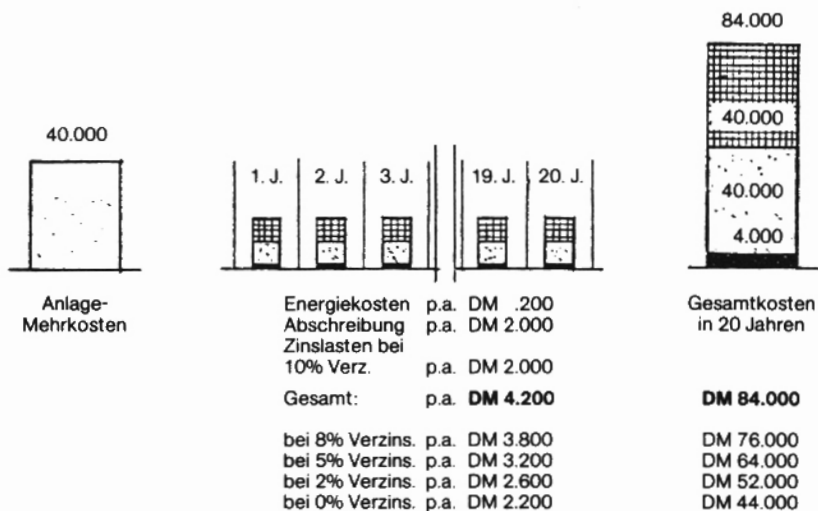 84.000
40.000
1. J. 2. J. 3. J. 19. J. 20. J.
40.000
40.000
4.000
Anlage-
Mehrkosten
Energiekosten p.a. DM .200
Abschreibung p.a. DM 2.000
Zinslasten bei
10% Verz. p.a. DM 2.000
Gesamt: p.a. DM 4.200
bei 8% Verzins. p.a. DM 3.800
bei 5% Verzins. p.a. DM 3.200
bei 2% Verzins. p.a. DM 2.600
bei 0% Verzins. p.a. DM 2.200
Gesamtkosten
in 20 Jahren
DM 84.000
DM 76.000
DM 64.000
DM 52.000
DM 44.000